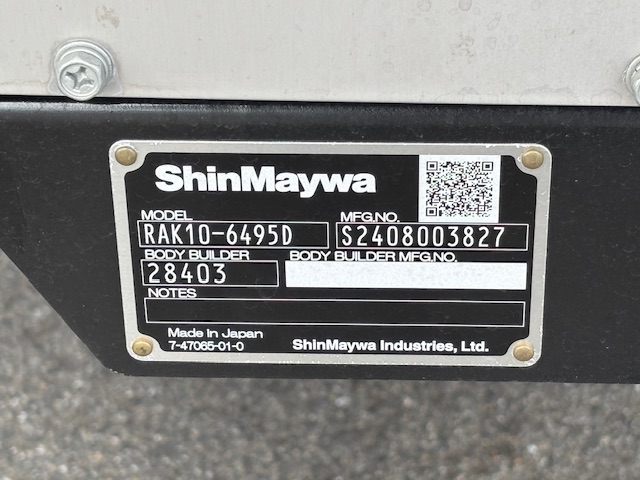 ShinMaywa
MODEL MFG.NO.
RAK10-6495D S2408003827
BODY BUILDER BODY BUILDER MFG.NO.
28403
NOTES
Made in Japan
7-47065-01-0 ShinMaywa Industries, Ltd.